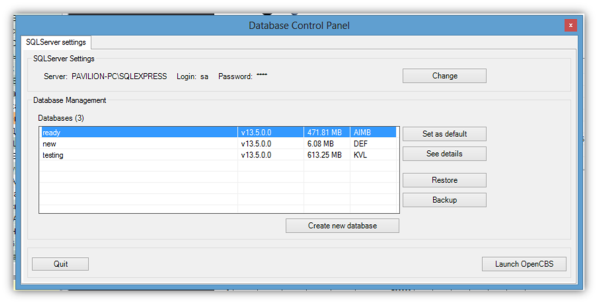 Database Control Panel
x
SQLServer settings
SQLServer Settings
Server: PAVILION-PC\SQLEXPRESS Login: sa Password: ****
Change
Database Management
Databases (3)
ready v13.5.0.0 471.81 MB AIMB
new v13.5.0.0 6.08 MB DEF
testing v13.5.0.0 613.25 MB KVL
Set as default
See details
Restore
Backup
Create new database
Quit
Launch OpenCBS